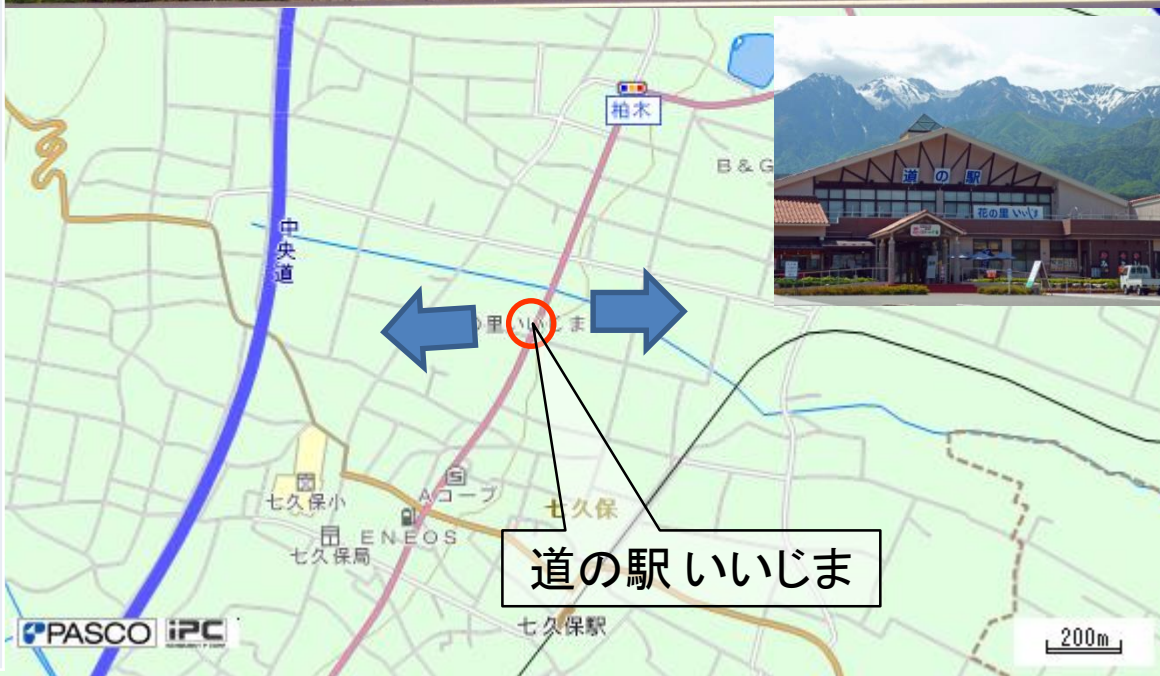 柏木
B&G
道の駅
花の里 いいじま
中央道
の里いいじま
Aコープ
七久保小
七久保
ENEOS
七久保局
道の駅 いいじま
七久保駅
PASCO iPC
200m